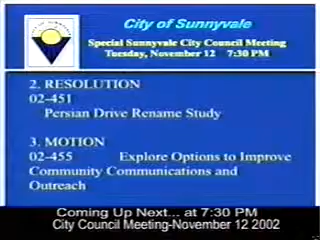 City of Sunnyvale
Special Sunnyvale City Council Meeting
Tuesday, November 12 7:30 PM
2. RESOLUTION
02-451
Persian Drive Rename Study
3. MOTION
02-455 Explore Options to Improve
Community Communications and
Outreach
Coming Up Next... at 7:30 PM
City Council Meeting-November 12 2002